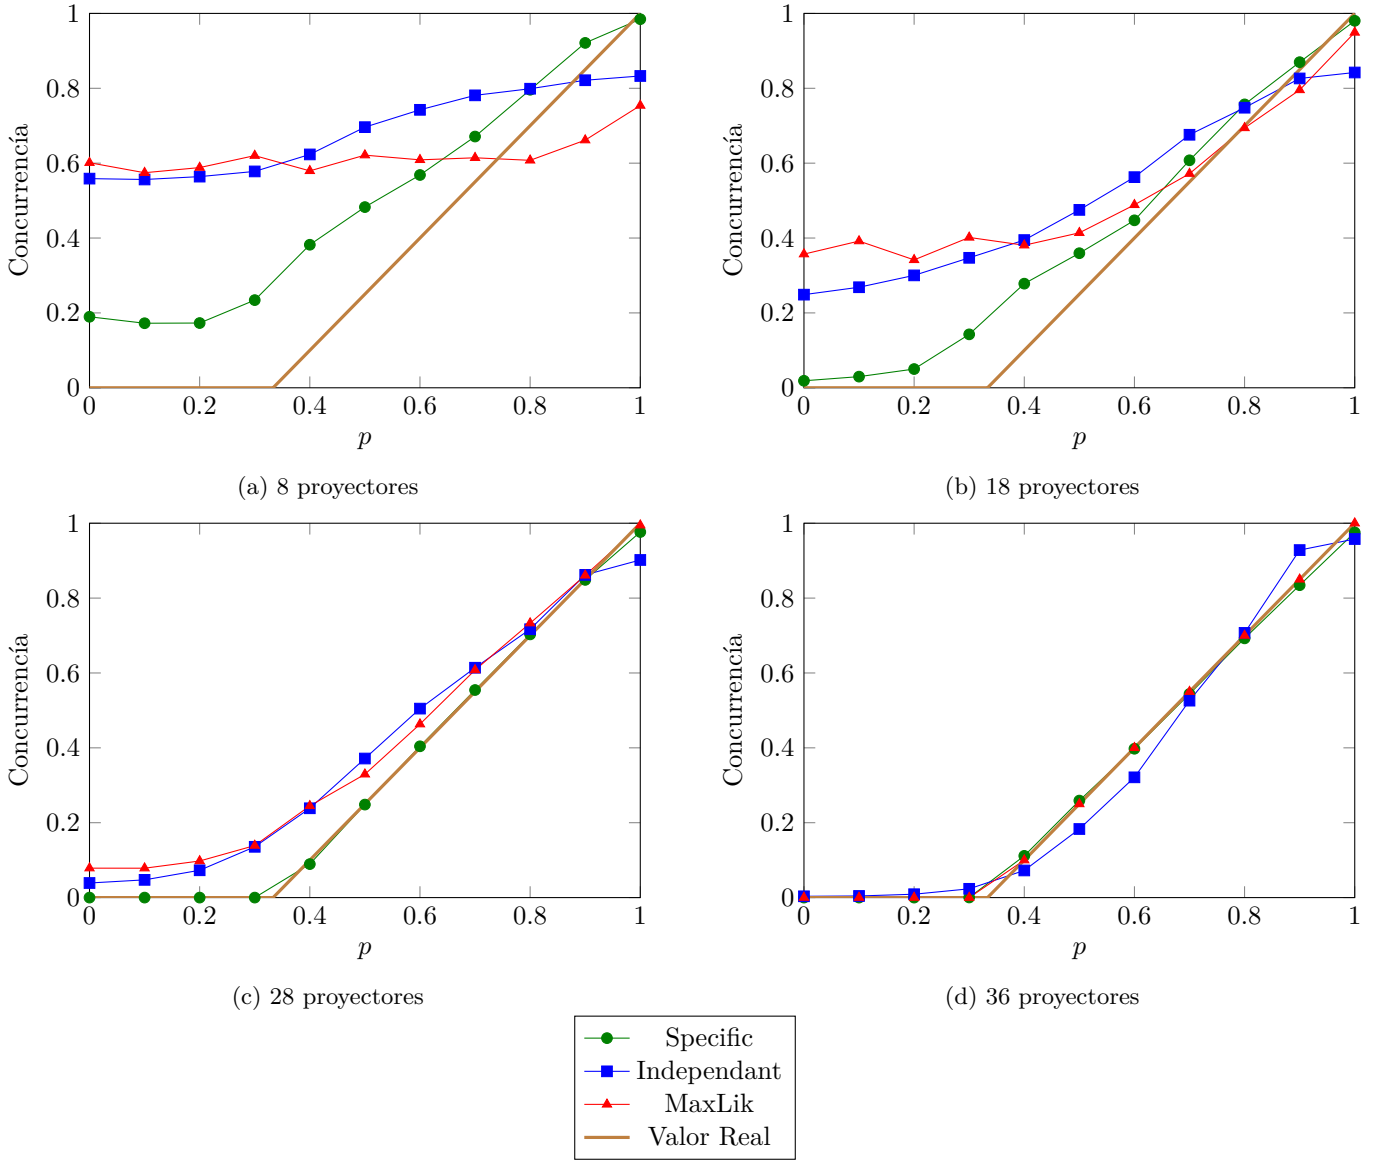 1
0.8
0.6
0.4
0.2
0
0 0.2 0.4 0.6 0.8 1
Concurrencía
p
(a) 8 proyectores
1
0.8
0.6
0.4
0.2
0
0 0.2 0.4 0.6 0.8 1
Concurrencía
p
(b) 18 proyectores
1
0.8
0.6
0.4
0.2
0
0 0.2 0.4 0.6 0.8 1
Concurrencía
p
(c) 28 proyectores
1
0.8
0.6
0.4
0.2
0
0 0.2 0.4 0.6 0.8 1
Concurrencía
p
(d) 36 proyectores
Specific
Independant
MaxLik
Valor Real